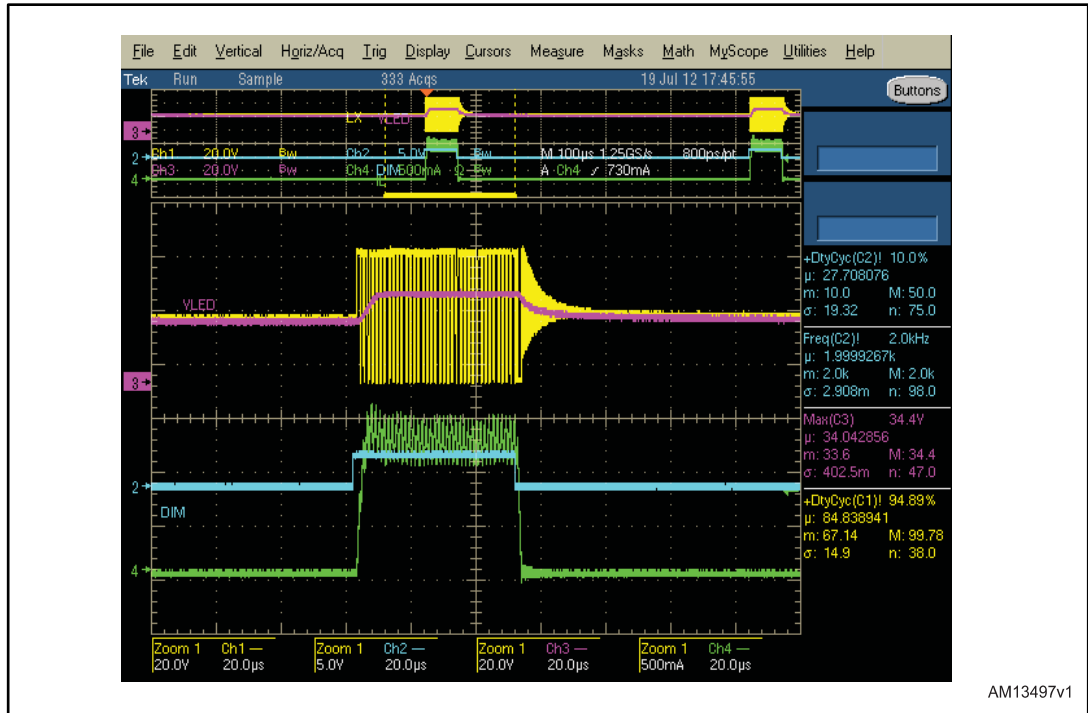 File Edit Vertical Horiz/Acq Trig Display Cursors Measure Masks Math MyScope Utilities Help
Tek Run Sample 333 Acqs 19 Jul 12 17:45:55
Buttons
LX VLED
3
Ch1 20.0V Bw Ch2 5.0V Bw M 100µs 1.25GS/s 800ps/pt
2
Ch3 20.0V Bw Ch4 500mA Ω Bw A Ch4 730mA
DIM
4
+DtyCyc(C2)! 10.0%
µ: 27.708076
m: 10.0 M: 50.0
σ: 19.32 n: 75.0
VLED
Freq(C2)! 2.0kHz
µ: 1.9999267k
m: 2.0k M: 2.0k
σ: 2.908m n: 98.0
3
Max(C3) 34.4V
µ: 34.042856
m: 33.6 M: 34.4
σ: 402.5m n: 47.0
2
DIM
+DtyCyc(C1)! 94.89%
µ: 84.838941
m: 67.14 M: 99.78
σ: 14.9 n: 38.0
4
Zoom 1 Ch1 Zoom 1 Ch2 Zoom 1 Ch3 Zoom 1 Ch4
20.0V 20.0µs 5.0V 20.0µs 20.0V 20.0µs 500mA 20.0µs
AM13497v1